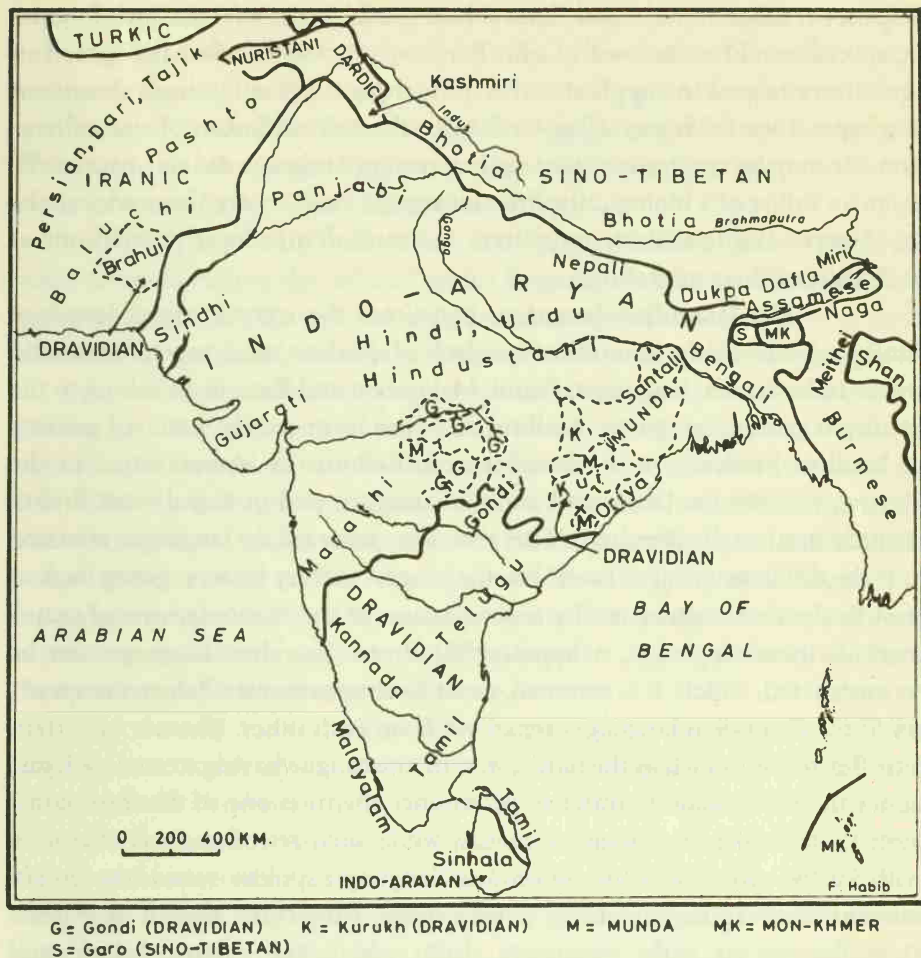 TURKIC
NURISTANI
DARDIC
Kashmiri
Persian, Dari, Tajik
Pashto
IRANIC
Indus
Bhotia
SINO-TIBETAN
Baluchi
Brahui
Panjabi
Bhotia
Brahmaputra
Ganga
Nepali
Miri
Dukpa Dafla
Assamese
Naga
S MK
DRAVIDIAN
Sindhi
INDO-ARYAN
Hindi, Urdu
Hindustani
Bengali
Meithei
Shan
Gujarati
Santali
MUNDA
Burmese
G G
M G
G
K
M
Gondi
Oriya
M
Marathi
DRAVIDIAN
Telugu
DRAVIDIAN
BAY OF
BENGAL
ARABIAN SEA
Kannada
Malayalam
Tamil
Tamil
0 200 400 KM
Sinhala
INDO-ARAYAN
MK
F. Habib
G = Gondi (DRAVIDIAN) K = Kurukh (DRAVIDIAN) M = MUNDA MK = MON-KHMER
S = Garo (SINO-TIBETAN)